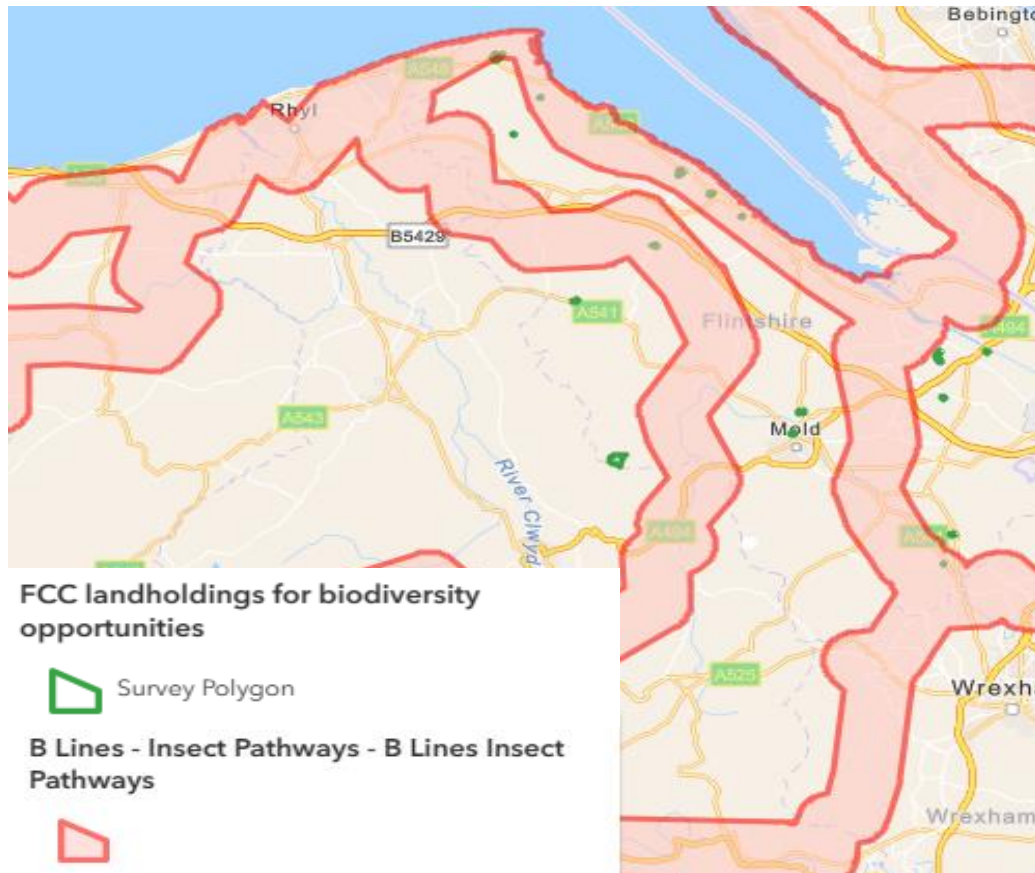 Bebingto
A548
Rhyl
B5429
A541
Flintshire
A494
A543
Mold
River Clwyd
A494
FCC landholdings for biodiversity
opportunities
Survey Polygon
A525
Wrexh
B Lines - Insect Pathways - B Lines Insect
Pathways
Wrexham